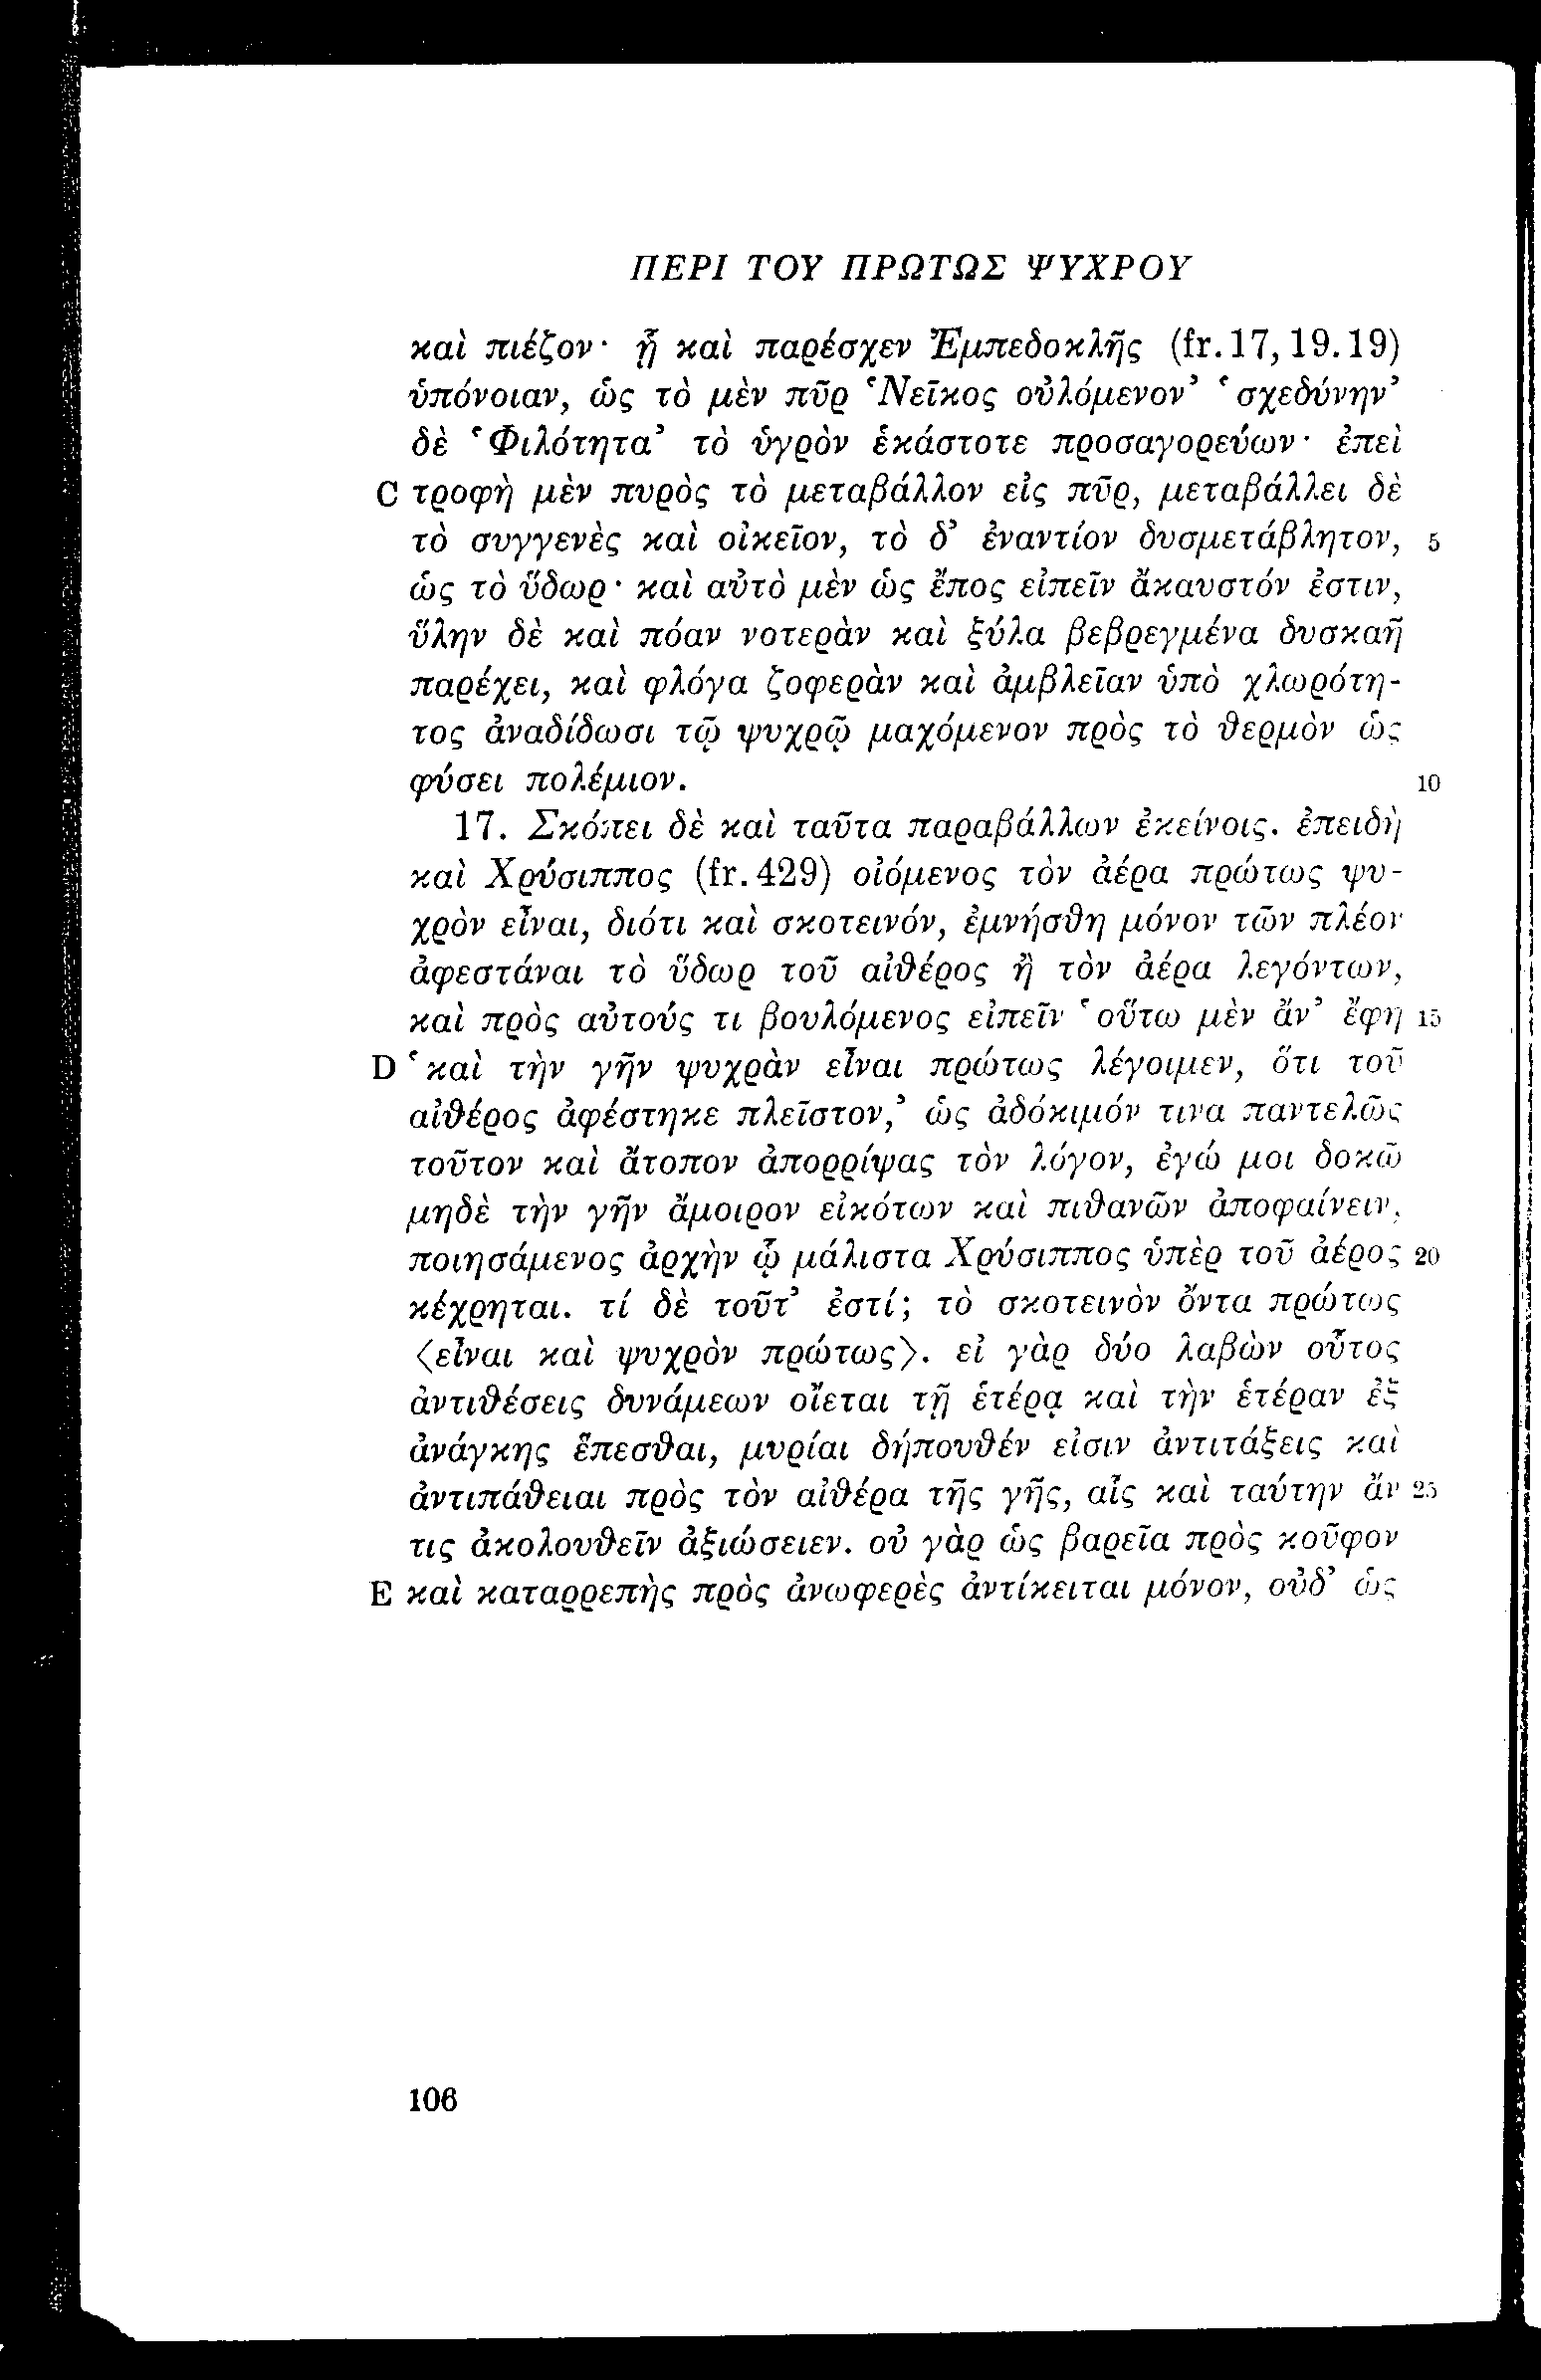 ΠΕΡΙ ΤΟΥ ΠΡΩΤΩΣ ΨΥΧΡΟΥ
καὶ πιέζον· ᾗ καὶ παρέσχεν Ἐμπεδοκλῆς (fr. 17, 19. 19)
ὑπόνοιαν, ὡς τὸ μὲν πῦρ ‘Νεῖκος οὐλόμενον’ ‘σχεδύνην’
δὲ ‘Φιλότητα’ τὸ ὑγρὸν ἑκάστοτε προσαγορεύων· ἐπεὶ
C τροφὴ μὲν πυρὸς τὸ μεταβάλλον εἰς πῦρ, μεταβάλλει δὲ
τὸ συγγενὲς καὶ οἰκεῖον, τὸ δ’ ἐναντίον δυσμετάβλητον, 5
ὡς τὸ ὕδωρ· καὶ αὐτὸ μὲν ὡς ἔπος εἰπεῖν ἄκαυστόν ἐστιν,
ὕλην δὲ καὶ πόαν νοτερὰν καὶ ξύλα βεβρεγμένα δυσκαῆ
παρέχει, καὶ φλόγα ζοφερὰν καὶ ἀμβλεῖαν ὑπὸ χλωρότη-
τος ἀναδίδωσι τῷ ψυχρῷ μαχόμενον πρὸς τὸ θερμὸν ὡς
φύσει πολέμιον. 10
17. Σκόπει δὲ καὶ ταῦτα παραβάλλων ἐκείνοις. ἐπειδὴ
καὶ Χρύσιππος (fr. 429) οἰόμενος τὸν ἀέρα πρώτως ψυ-
χρὸν εἶναι, διότι καὶ σκοτεινόν, ἐμνήσθη μόνον τῶν πλέον
ἀφεστάναι τὸ ὕδωρ τοῦ αἰθέρος ἢ τὸν ἀέρα λεγόντων,
καὶ πρὸς αὐτούς τι βουλόμενος εἰπεῖν ‘οὕτω μὲν ἄν’ ἔφη 15
D ‘καὶ τὴν γῆν ψυχρὰν εἶναι πρώτως λέγοιμεν, ὅτι τοῦ
αἰθέρος ἀφέστηκε πλεῖστον,’ ὡς ἀδόκιμόν τινα παντελῶς
τοῦτον καὶ ἄτοπον ἀπορρίψας τὸν λόγον, ἐγώ μοι δοκῶ
μηδὲ τὴν γῆν ἄμοιρον εἰκότων καὶ πιθανῶν ἀποφαίνειν,
ποιησάμενος ἀρχὴν ᾧ μάλιστα Χρύσιππος ὑπὲρ τοῦ ἀέρος 20
κέχρηται. τί δὲ τοῦτ’ ἐστί; τὸ σκοτεινὸν ὄντα πρώτως
⟨εἶναι καὶ ψυχρὸν πρώτως⟩. εἰ γὰρ δύο λαβὼν οὗτος
ἀντιθέσεις δυνάμεων οἴεται τῇ ἑτέρᾳ καὶ τὴν ἑτέραν ἐξ
ἀνάγκης ἕπεσθαι, μυρίαι δήπουθέν εἰσιν ἀντιτάξεις καὶ
ἀντιπάθειαι πρὸς τὸν αἰθέρα τῆς γῆς, αἷς καὶ ταύτην ἄν 25
τις ἀκολουθεῖν ἀξιώσειεν. οὐ γὰρ ὡς βαρεῖα πρὸς κοῦφον
E καὶ καταρρεπὴς πρὸς ἀνωφερὲς ἀντίκειται μόνον, οὐδ’ ὡς
106